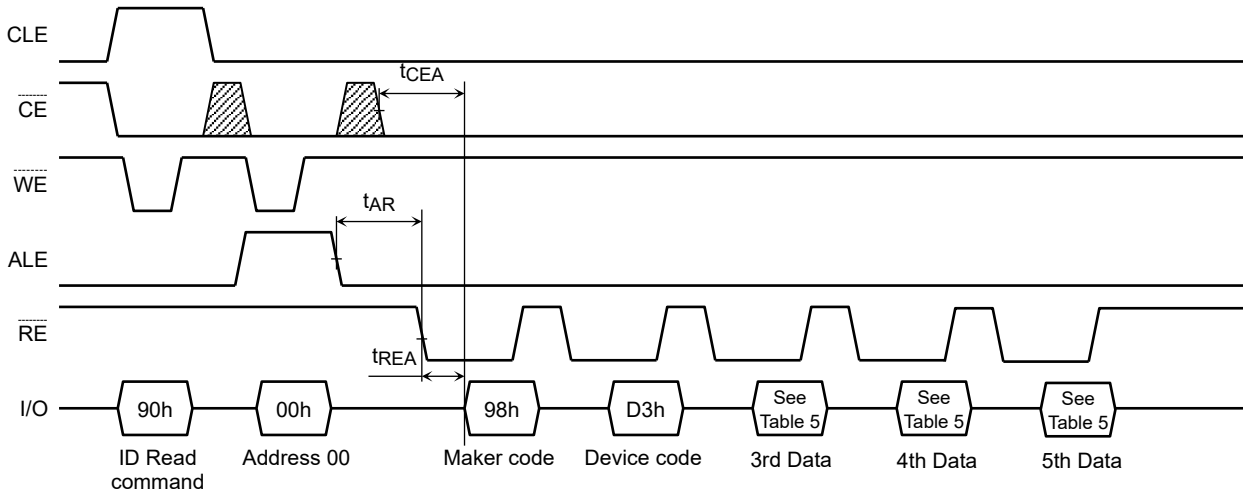 CLE
tCEA
CE
WE
tAR
ALE
RE
tREA
I/O
90h
00h
98h
D3h
See
Table 5
See
Table 5
See
Table 5
ID Read
command
Address 00
Maker code
Device code
3rd Data
4th Data
5th Data